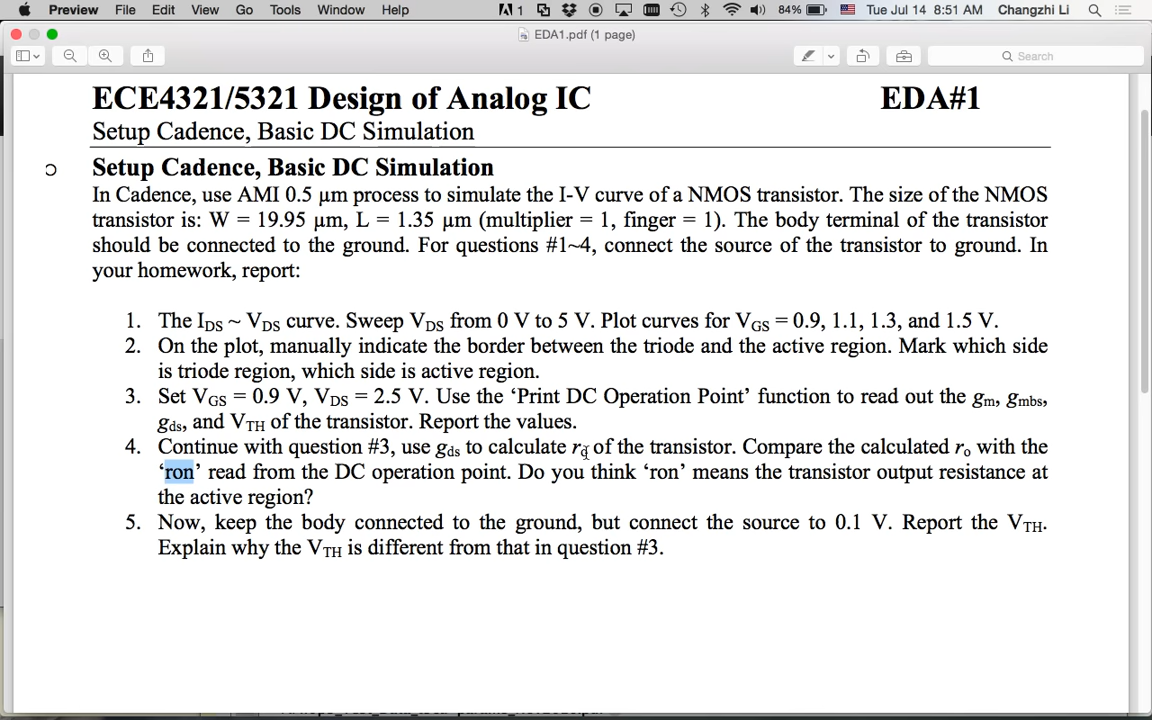 Preview File Edit View Go Tools Window Help 1 84% Tue Jul 14 8:51 AM Changzhi Li
EDA1.pdf (1 page)
Search
ECE4321/5321 Design of Analog IC EDA#1
Setup Cadence, Basic DC Simulation
Setup Cadence, Basic DC Simulation
In Cadence, use AMI 0.5 μm process to simulate the I-V curve of a NMOS transistor. The size of the NMOS
transistor is: W = 19.95 μm, L = 1.35 μm (multiplier = 1, finger = 1). The body terminal of the transistor
should be connected to the ground. For questions #1~4, connect the source of the transistor to ground. In
your homework, report:
1. The IDS ~ VDS curve. Sweep VDS from 0 V to 5 V. Plot curves for VGS = 0.9, 1.1, 1.3, and 1.5 V.
2. On the plot, manually indicate the border between the triode and the active region. Mark which side
is triode region, which side is active region.
3. Set VGS = 0.9 V, VDS = 2.5 V. Use the ‘Print DC Operation Point’ function to read out the gm, gmbs,
gds, and VTH of the transistor. Report the values.
4. Continue with question #3, use gds to calculate ro of the transistor. Compare the calculated ro with the
‘ron’ read from the DC operation point. Do you think ‘ron’ means the transistor output resistance at
the active region?
5. Now, keep the body connected to the ground, but connect the source to 0.1 V. Report the VTH.
Explain why the VTH is different from that in question #3.